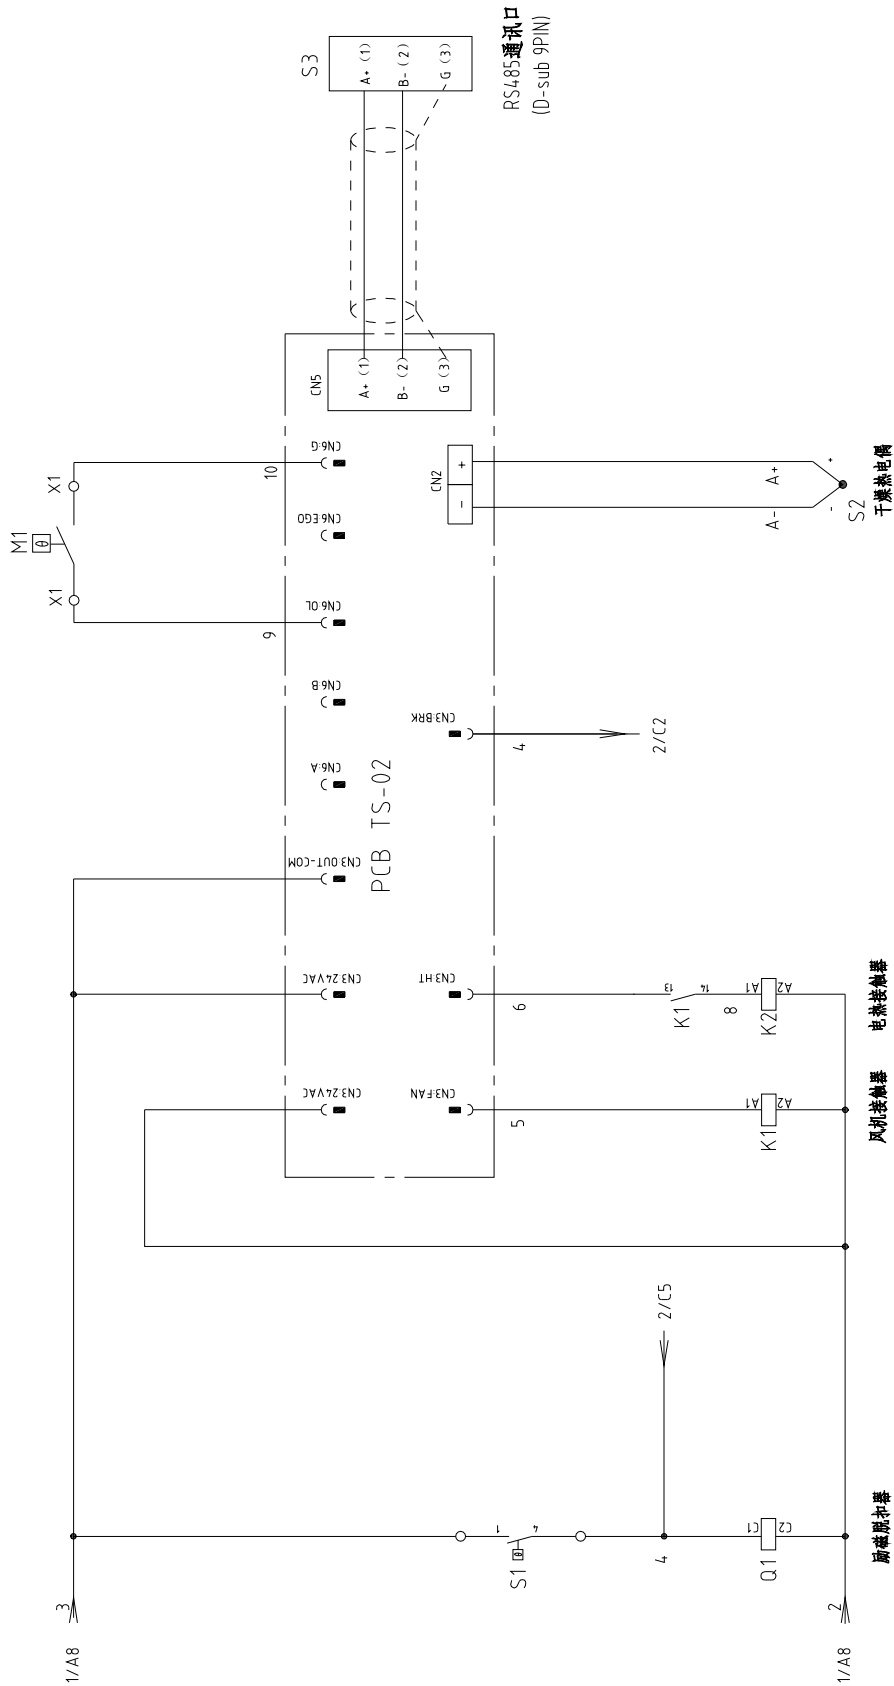 S3
A+ (1)
B- (2)
G (3)
RS485通讯口
(D-sub 9PIN)
CN5
A+ (1)
B- (2)
G (3)
X1
M1
θ
X1
10
CN6:G
CN6:EGO
9
CN6:OL
CN6:B
CN6:A
CN2
-
+
A+
A-
+
-
S2
干燥热电偶
CN3:BRK
4
2/C2
PCB TS-02
CN3:OUT-COM
CN3:24VAC
CN3:HT
6
13
14
K1
8
A1
A2
K2
电热接触器
CN3:24VAC
CN3:FAN
5
A1
A2
K1
风机接触器
2/C5
1
4
θ
S1
4
C1
C2
Q1
励磁脱扣器
3
1/A8
2
1/A8